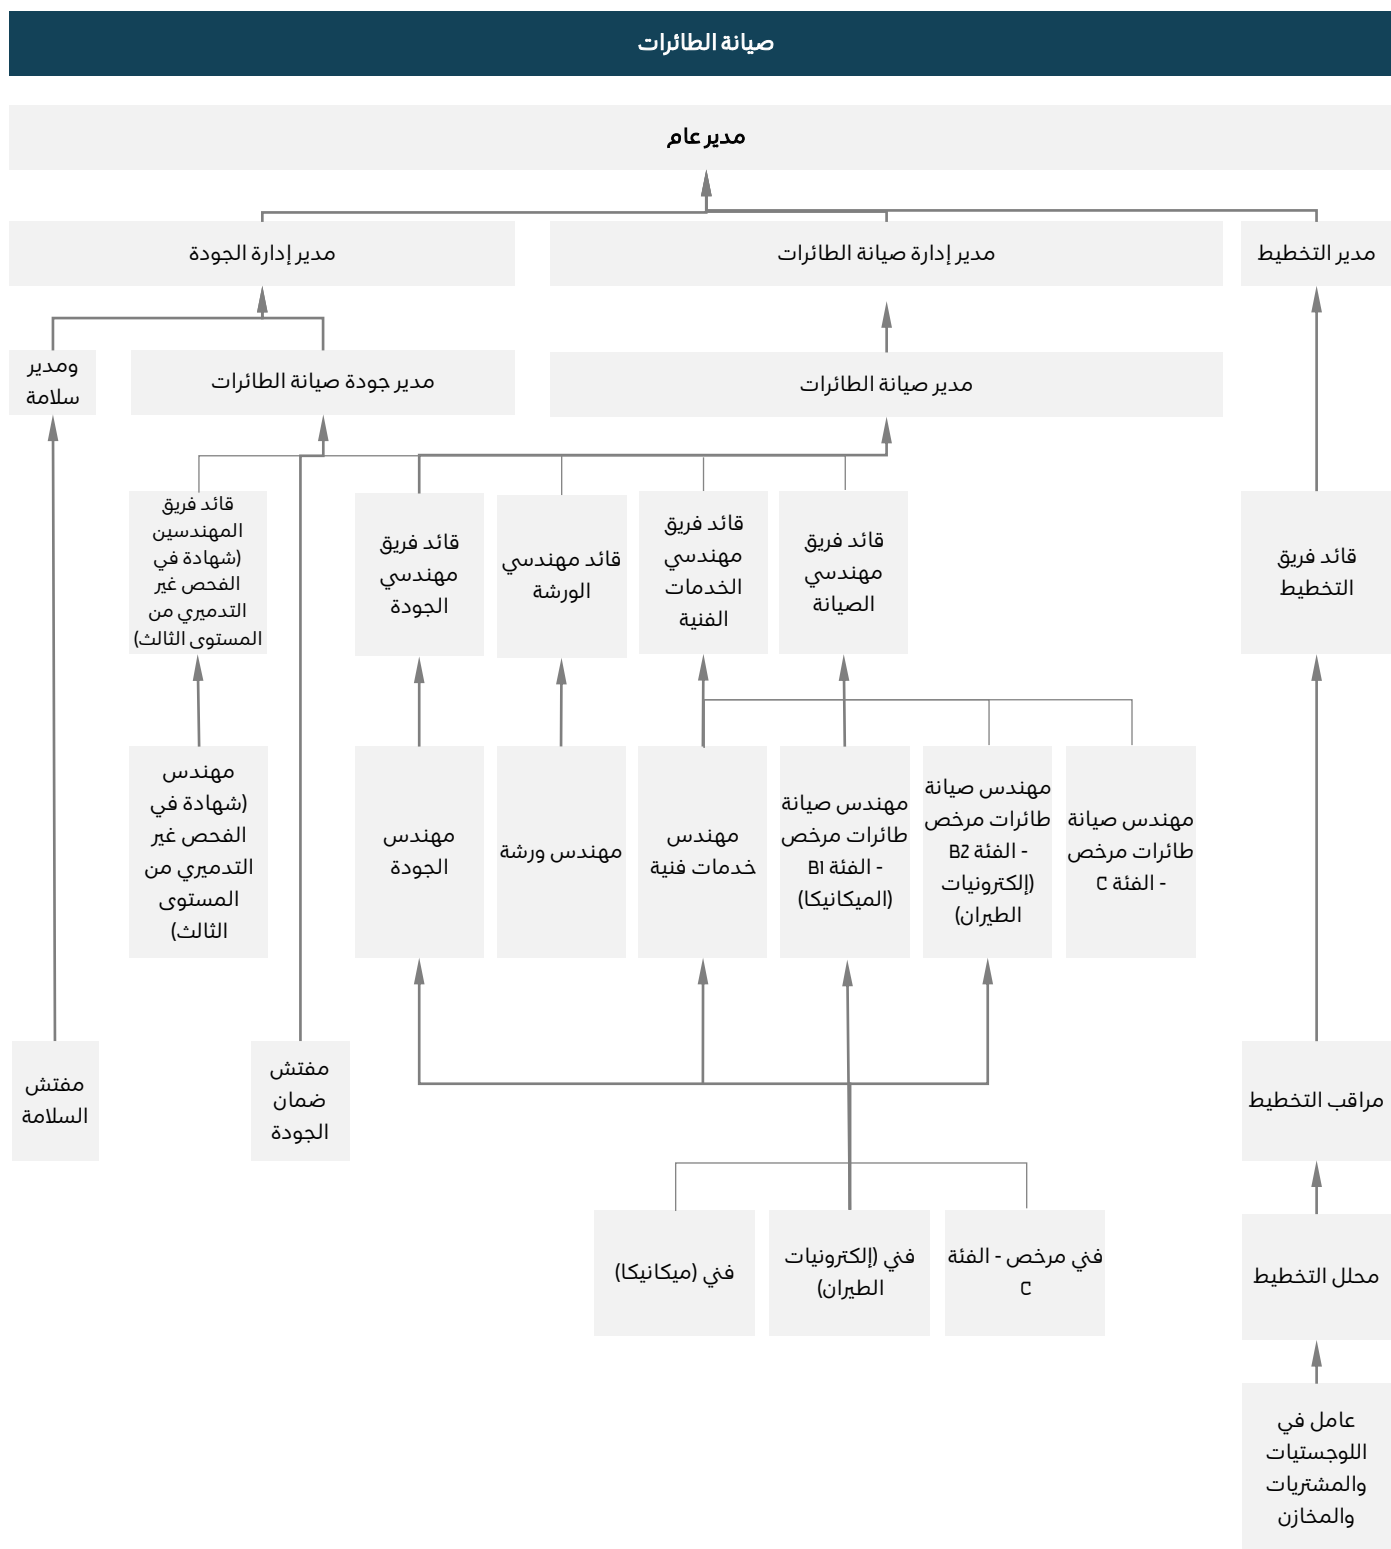 صيانة الطائرات
مدير عام
مدير التخطيط
مدير إدارة صيانة الطائرات
مدير إدارة الجودة
مدير صيانة الطائرات
مدير جودة صيانة الطائرات
ومدير
سلامة
قائد فريق
التخطيط
قائد فريق
مهندسي
الصيانة
قائد فريق
مهندسي
الخدمات
الفنية
قائد مهندسي
الورشة
قائد فريق
مهندسي
الجودة
قائد فريق
المهندسين
(شهادة في
الفحص غير
التدميري من
المستوى الثالث)
مهندس صيانة
طائرات مرخص
- الفئة C
مهندس صيانة
طائرات مرخص
- الفئة B2
(إلكترونيات
الطيران)
مهندس صيانة
طائرات مرخص
- الفئة B1
(الميكانيكا)
مهندس
خدمات فنية
مهندس ورشة
مهندس
الجودة
مهندس
(شهادة في
الفحص غير
التدميري من
المستوى
الثالث)
مراقب التخطيط
مفتش
ضمان
الجودة
مفتش
السلامة
محلل التخطيط
فني مرخص - الفئة
C
فني (إلكترونيات
الطيران)
فني (ميكانيكا)
عامل في
اللوجستيات
والمشتريات
والمخازن